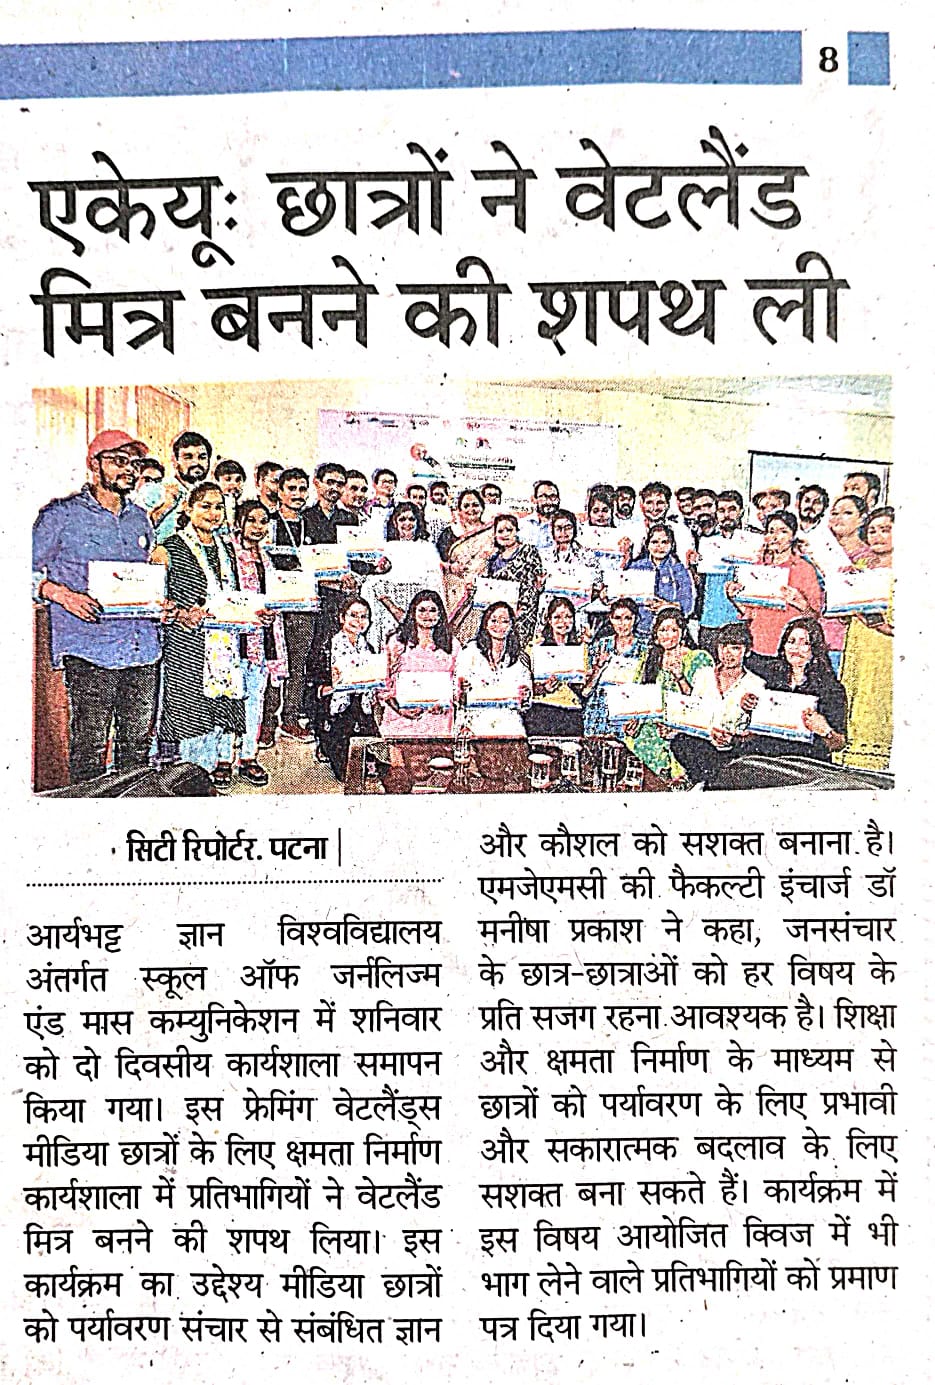 8
एकेयूः छात्रों ने वेटलैंड
मित्र बनने की शपथ ली
सिटी रिपोर्टर. पटना |
आर्यभट्ट ज्ञान विश्वविद्यालय
अंतर्गत स्कूल ऑफ जर्नलिज्म
एंड मास कम्युनिकेशन में शनिवार
को दो दिवसीय कार्यशाला समापन
किया गया। इस फ्रेमिंग वेटलैंड्स
मीडिया छात्रों के लिए क्षमता निर्माण
कार्यशाला में प्रतिभागियों ने वेटलैंड
मित्र बनने की शपथ लिया। इस
कार्यक्रम का उद्देश्य मीडिया छात्रों
को पर्यावरण संचार से संबंधित ज्ञान
और कौशल को सशक्त बनाना है।
एमजेएमसी की फैकल्टी इंचार्ज डॉ
मनीषा प्रकाश ने कहा, जनसंचार
के छात्र-छात्राओं को हर विषय के
प्रति सजग रहना आवश्यक है। शिक्षा
और क्षमता निर्माण के माध्यम से
छात्रों को पर्यावरण के लिए प्रभावी
और सकारात्मक बदलाव के लिए
सशक्त बना सकते हैं। कार्यक्रम में
इस विषय आयोजित क्विज में भी
भाग लेने वाले प्रतिभागियों को प्रमाण
पत्र दिया गया।